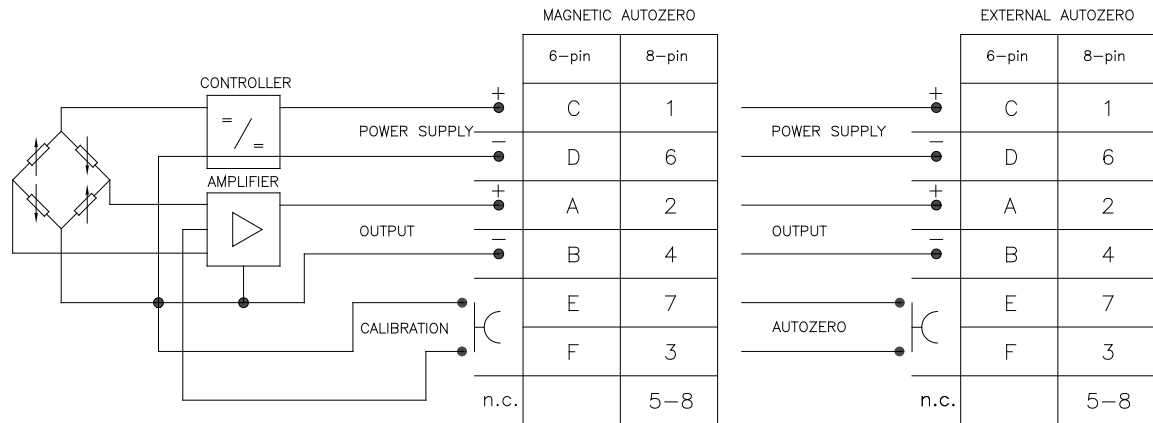 MAGNETIC AUTOZERO EXTERNAL AUTOZERO
6-pin 8-pin 6-pin 8-pin
CONTROLLER
= / =
+ C 1 + C 1
POWER SUPPLY POWER SUPPLY
− D 6 − D 6
AMPLIFIER
+ A 2 + A 2
OUTPUT OUTPUT
− B 4 − B 4
E 7 E 7
CALIBRATION AUTOZERO
F 3 F 3
n.c. 5-8 n.c. 5-8